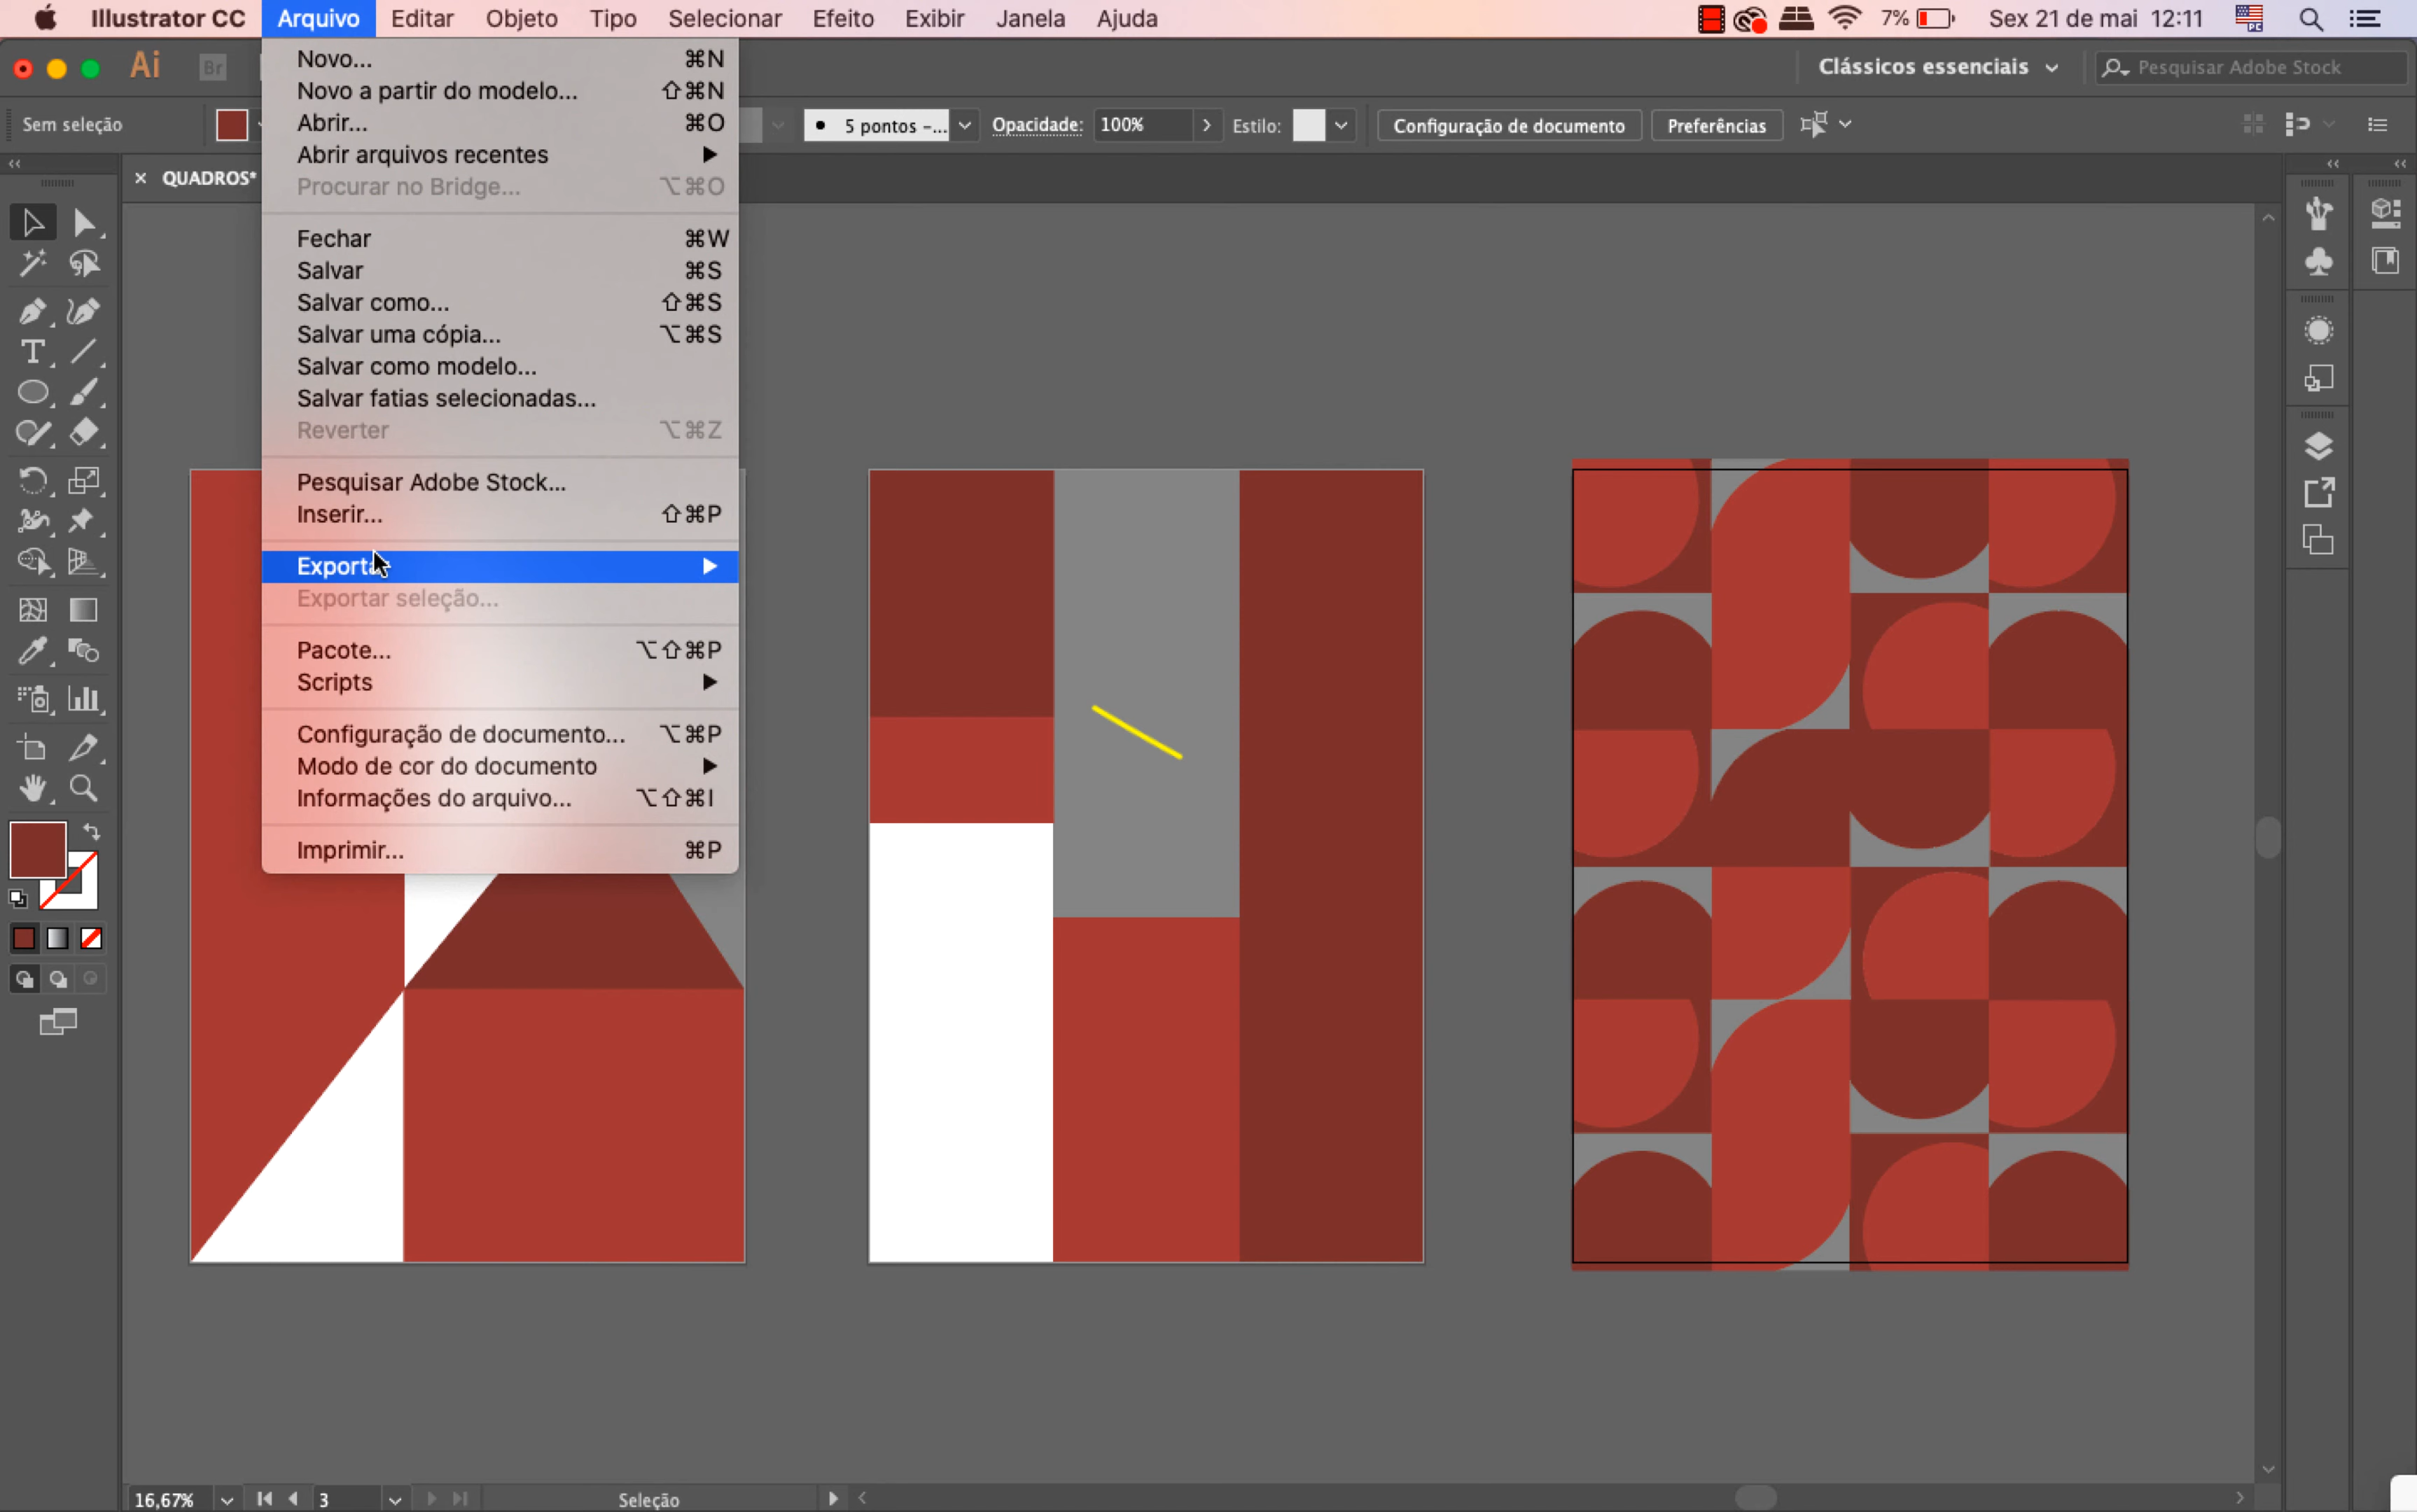 Illustrator CC Arquivo Editar Objeto Tipo Selecionar Efeito Exibir Janela Ajuda 7% Sex 21 de mai 12:11
Ai Br Clássicos essenciais Pesquisar Adobe Stock
Sem seleção 5 pontos -... Opacidade: 100% Estilo: Configuração de documento Preferências
× QUADROS*
Novo... ⌘N
Novo a partir do modelo... ⇧⌘N
Abrir... ⌘O
Abrir arquivos recentes
Procurar no Bridge... ⌥⌘O
Fechar ⌘W
Salvar ⌘S
Salvar como... ⇧⌘S
Salvar uma cópia... ⌥⌘S
Salvar como modelo...
Salvar fatias selecionadas...
Reverter ⌥⌘Z
Pesquisar Adobe Stock...
Inserir... ⇧⌘P
Exportar
Exportar seleção...
Pacote... ⌥⇧⌘P
Scripts
Configuração de documento... ⌥⌘P
Modo de cor do documento
Informações do arquivo... ⌥⇧⌘I
Imprimir... ⌘P
16,67% 3 Seleção